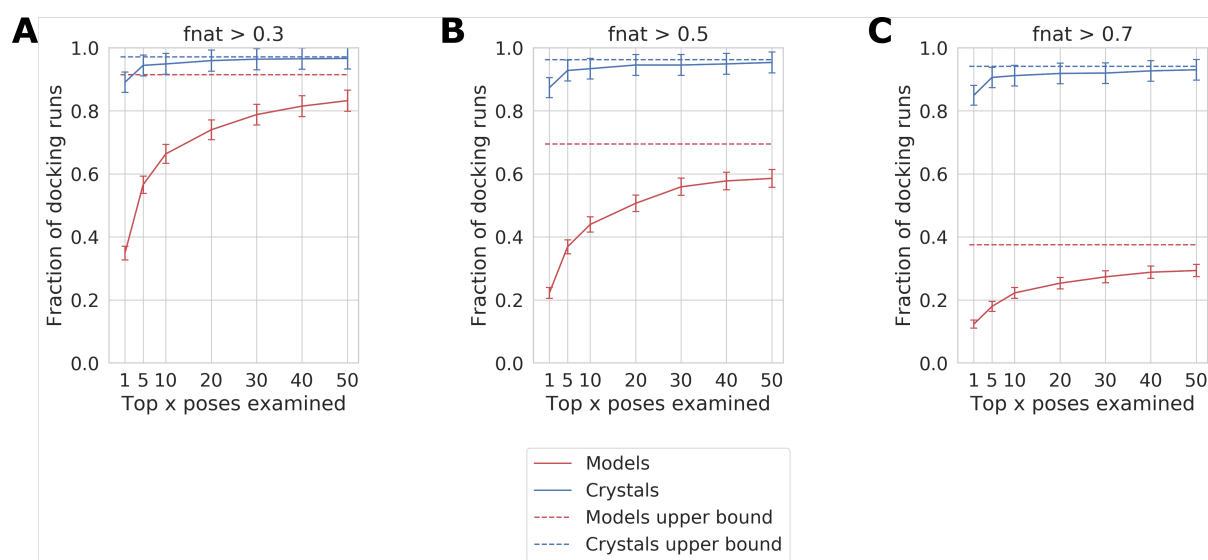 A
fnat > 0.3
Fraction of docking runs
1.0
0.8
0.6
0.4
0.2
0.0
1 5 10 20 30 40 50
Top x poses examined
B
fnat > 0.5
Fraction of docking runs
1.0
0.8
0.6
0.4
0.2
0.0
1 5 10 20 30 40 50
Top x poses examined
C
fnat > 0.7
Fraction of docking runs
1.0
0.8
0.6
0.4
0.2
0.0
1 5 10 20 30 40 50
Top x poses examined
Models
Crystals
Models upper bound
Crystals upper bound